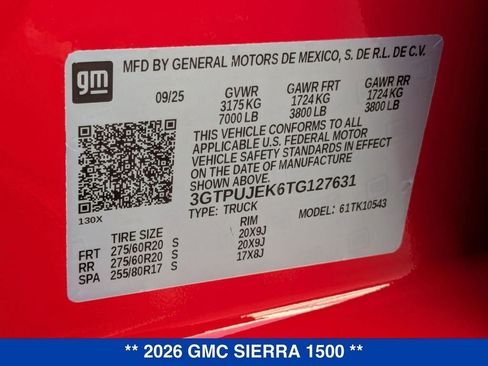 gm
MFD BY GENERAL MOTORS DE MEXICO, S. DE R.L. DE C.V.
09/25 GVWR GAWR FRT GAWR RR
3175 KG 1724 KG 1724 KG
7000 LB 3800 LB 3800 LB
THIS VEHICLE CONFORMS TO ALL
APPLICABLE U.S. FEDERAL MOTOR
VEHICLE SAFETY STANDARDS IN EFFECT
ON THE DATE OF MANUFACTURE
SHOWN ABOVE.
3GTPUJEK6TG127631
130X
TYPE: TRUCK MODEL: 61TK10543
TIRE SIZE RIM
FRT 275/60R20 S 20X9J
RR 275/60R20 S 20X9J
SPA 255/80R17 S 17X8J
** 2026 GMC SIERRA 1500 **